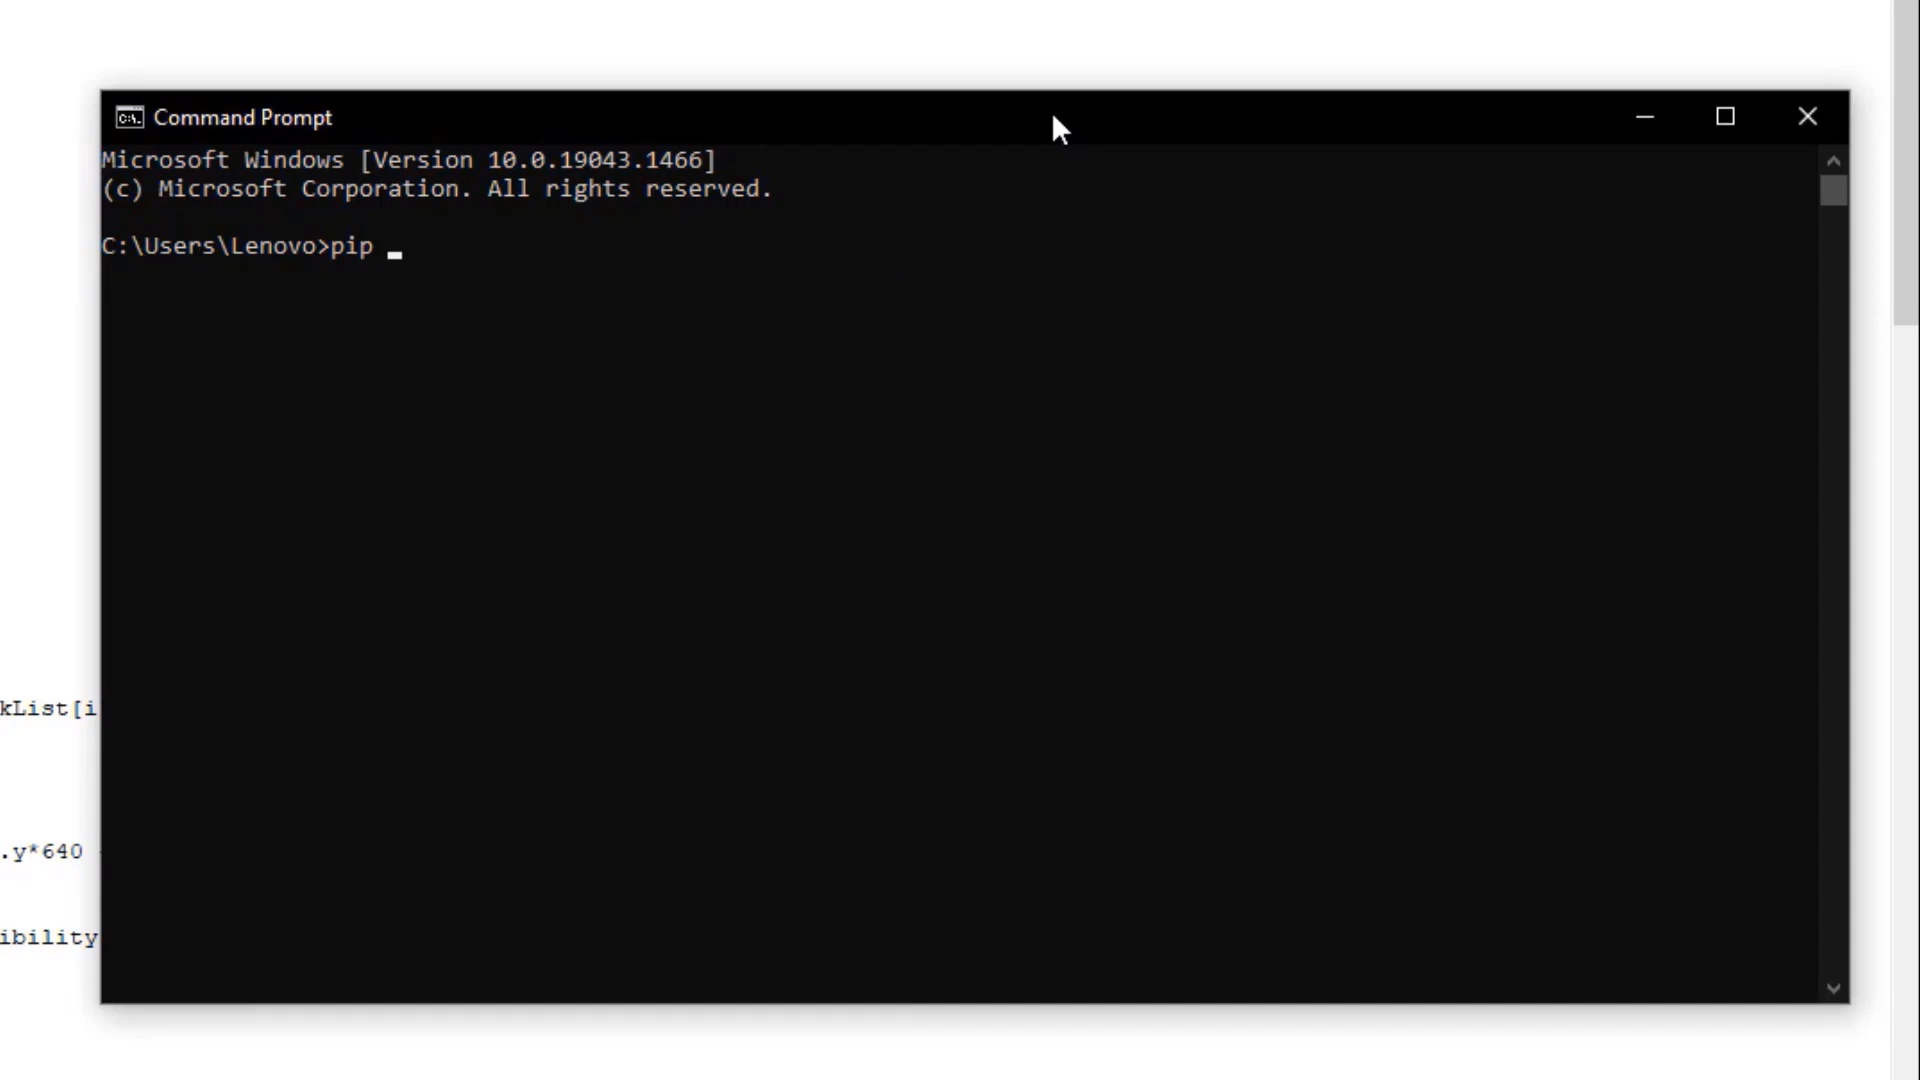 Command Prompt
Microsoft Windows [Version 10.0.19043.1466]
(c) Microsoft Corporation. All rights reserved.
C:\Users\Lenovo>pip
kList[i
.y*640
ibility